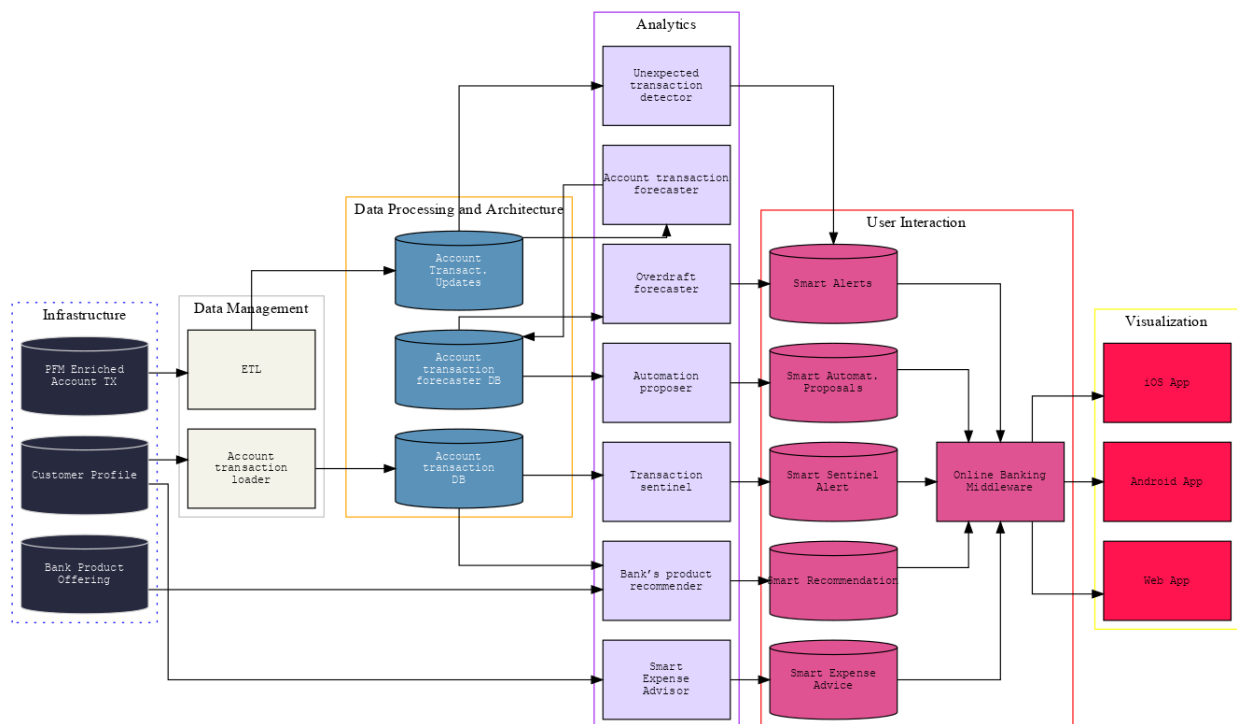 Analytics
Unexpected
transaction
detector
Account transaction
forecaster
Overdraft
forecaster
Automation
proposer
Transaction
sentinel
Bank's product
recommender
Smart
Expense
Advisor
Data Processing and Architecture
Account
Transact.
Updates
Account
transaction
forecaster DB
Account
transaction
DB
Data Management
ETL
Account
transaction
loader
Infrastructure
PFM Enriched
Account TX
Customer Profile
Bank Product
Offering
User Interaction
Smart Alerts
Smart Automat.
Proposals
Smart Sentinel
Alert
Smart Recommendation
Smart Expense
Advice
Online Banking
Middleware
Visualization
iOS App
Android App
Web App